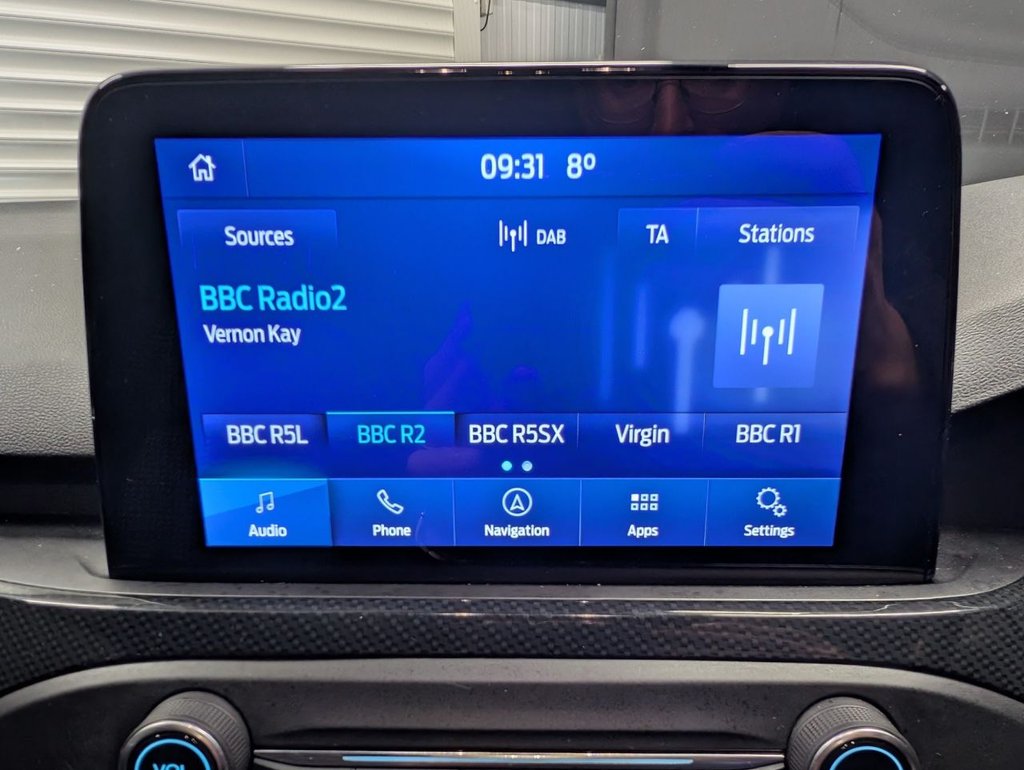 09:31 8º
Sources DAB TA Stations
BBC Radio2
Vernon Kay
BBC R5L BBC R2 BBC R5SX Virgin BBC R1
Audio Phone Navigation Apps Settings
VOL